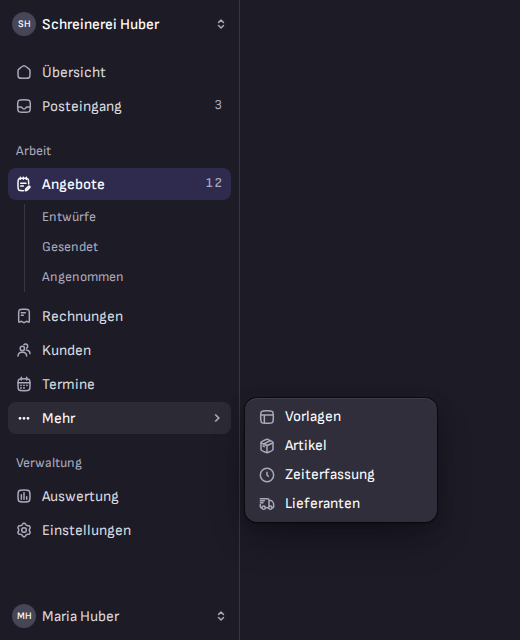 SH Schreinerei Huber
Übersicht
Posteingang 3
Arbeit
Angebote 12
Entwürfe
Gesendet
Angenommen
Rechnungen
Kunden
Termine
Mehr
Vorlagen
Artikel
Zeiterfassung
Lieferanten
Verwaltung
Auswertung
Einstellungen
MH Maria Huber